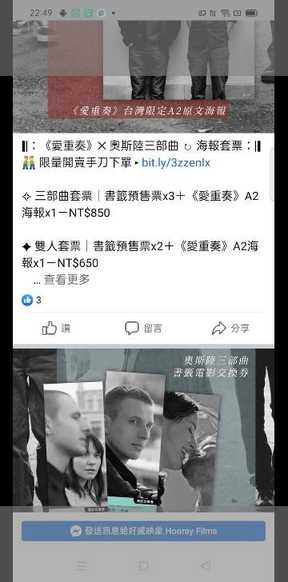 22:49
《愛重奏》台灣限定A2原文海報
《愛重奏》✕ 奧斯陸三部曲 ↻ 海報套票
👬 限量開賣手刀下單 ▸ bit.ly/3zzenlx
✧ 三部曲套票｜書籤預售票x3＋《愛重奏》A2
海報x1－NT$850
✦ 雙人套票｜書籤預售票x2＋《愛重奏》A2海
報x1－NT$650
... 查看更多
3
讚 留言 分享
奧斯陸三部曲
書籤電影交換券
發送訊息給好威映象 Hooray Films